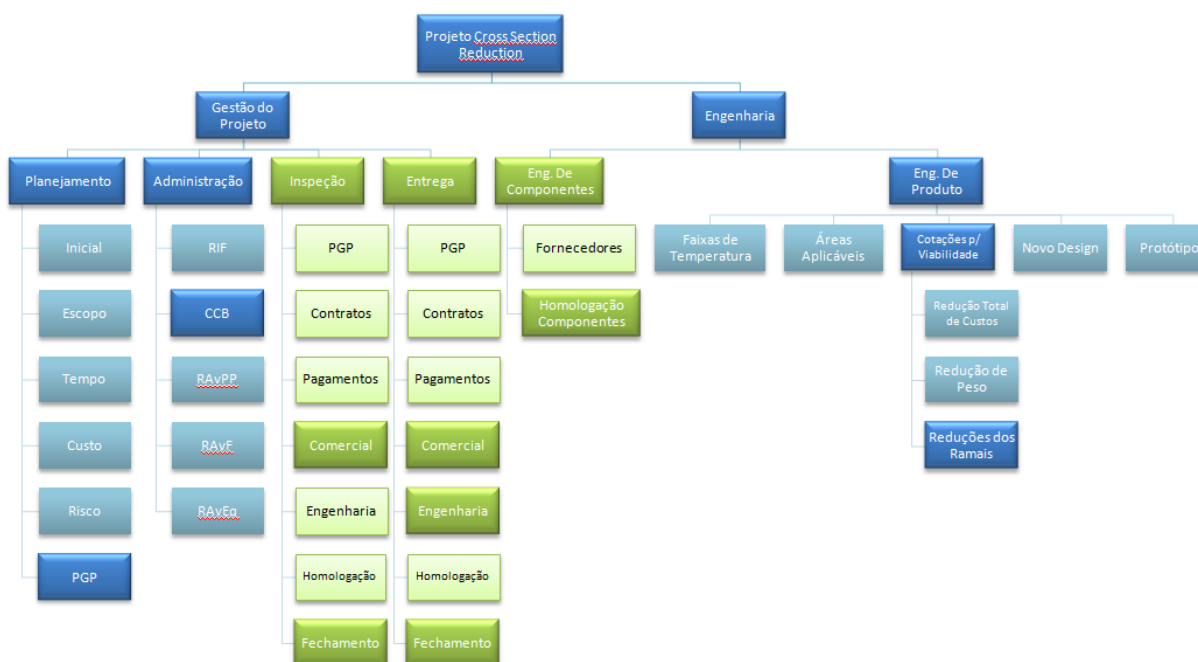 Projeto Cross Section
Reduction
Gestão do
Projeto
Engenharia
Planejamento
Administração
Inspeção
Entrega
Eng. De
Componentes
Eng. De
Produto
Inicial
Escopo
Tempo
Custo
Risco
PGP
RIF
CCB
RAvPP
RAvF
RAvEq
PGP
Contratos
Pagamentos
Comercial
Engenharia
Homologação
Fechamento
PGP
Contratos
Pagamentos
Comercial
Engenharia
Homologação
Fechamento
Fornecedores
Homologação
Componentes
Faixas de
Temperatura
Áreas
Aplicáveis
Cotações p/
Viabilidade
Novo Design
Protótipo
Redução Total
de Custos
Redução de
Peso
Reduções dos
Ramais